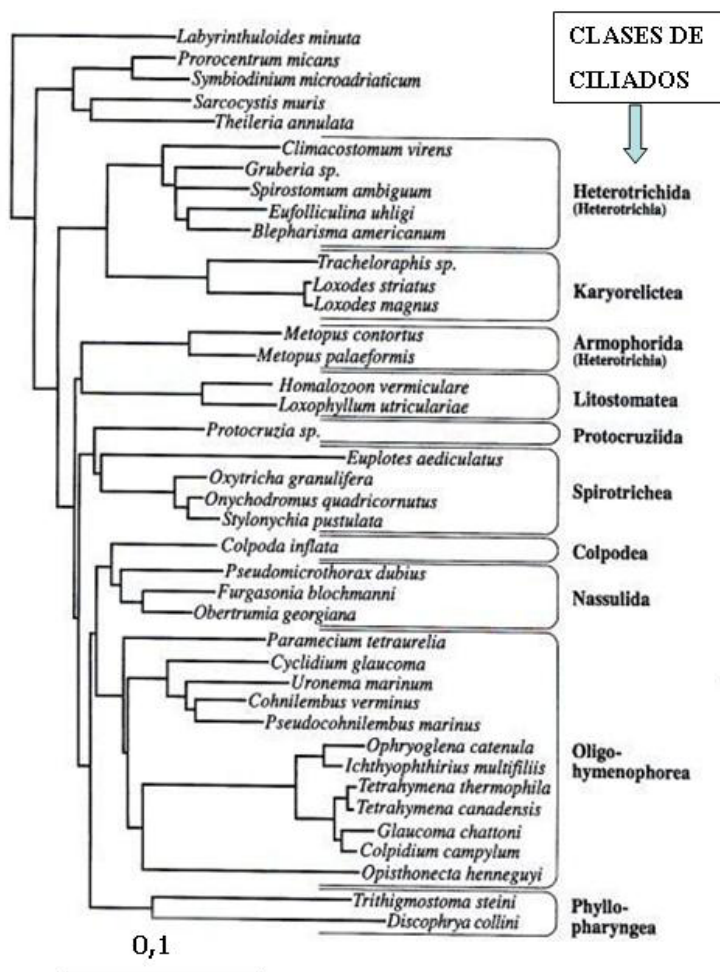 CLASES DE
CILIADOS
Labyrinthuloides minuta
Prorocentrum micans
Symbiodinium microadriaticum
Sarcocystis muris
Theileria annulata
Climacostomum virens
Gruberia sp.
Spirostomum ambiguum
Eufolliculina uhligi
Blepharisma americanum
Heterotrichida
(Heterotrichia)
Tracheloraphis sp.
Loxodes striatus
Loxodes magnus
Karyorelictea
Metopus contortus
Metopus palaeformis
Armophorida
(Heterotrichia)
Homalozoon vermiculare
Loxophyllum utriculariae
Litostomatea
Protocruzia sp.
Protocruziida
Euplotes aediculatus
Oxytricha granulifera
Onychodromus quadricornutus
Stylonychia pustulata
Spirotrichea
Colpoda inflata
Colpodea
Pseudomicrothorax dubius
Furgasonia blochmanni
Obertrumia georgiana
Nassulida
Paramecium tetraurelia
Cyclidium glaucoma
Uronema marinum
Cohnilembus verminus
Pseudocohnilembus marinus
Ophryoglena catenula
Ichthyophthirius multifiliis
Tetrahymena thermophila
Tetrahymena canadensis
Glaucoma chattoni
Colpidium campylum
Opisthonecta henneguyi
Oligo-
hymenophorea
Trithigmostoma steini
Discophrya collini
Phyllo-
pharyngea
0,1